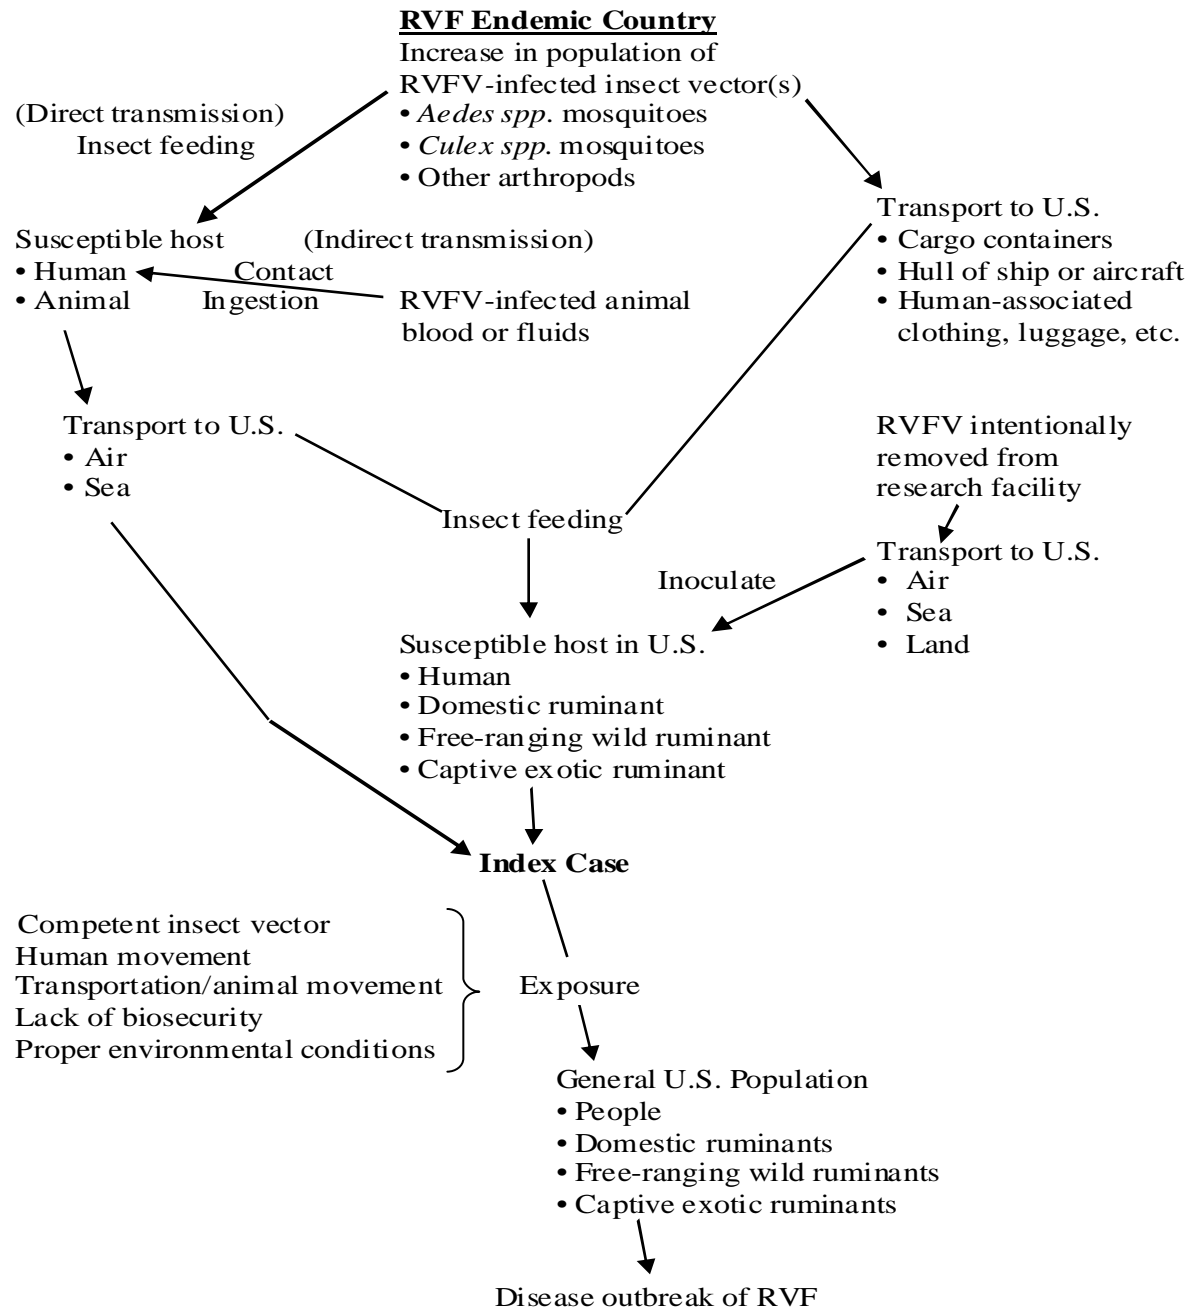 RVF Endemic Country
Increase in population of
RVFV-infected insect vector(s)
• Aedes spp. mosquitoes
• Culex spp. mosquitoes
• Other arthropods
(Direct transmission)
Insect feeding
Susceptible host
• Human
• Animal
(Indirect transmission)
Contact
Ingestion
RVFV-infected animal
blood or fluids
Transport to U.S.
• Cargo containers
• Hull of ship or aircraft
• Human-associated
clothing, luggage, etc.
Transport to U.S.
• Air
• Sea
RVFV intentionally
removed from
research facility
Insect feeding
Transport to U.S.
• Air
• Sea
• Land
Inoculate
Susceptible host in U.S.
• Human
• Domestic ruminant
• Free-ranging wild ruminant
• Captive exotic ruminant
Index Case
Competent insect vector
Human movement
Transportation/animal movement
Lack of biosecurity
Proper environmental conditions
Exposure
General U.S. Population
• People
• Domestic ruminants
• Free-ranging wild ruminants
• Captive exotic ruminants
Disease outbreak of RVF